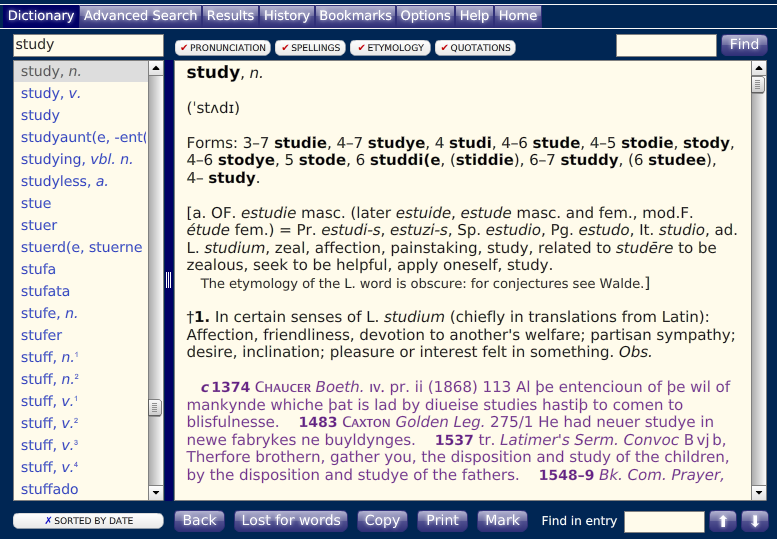 Dictionary Advanced Search Results History Bookmarks Options Help Home
study
✔ PRONUNCIATION ✔ SPELLINGS ✔ ETYMOLOGY ✔ QUOTATIONS
Find
study, n.
study, v.
study
studyaunt(e, -ent(
studying, vbl. n.
studyless, a.
stue
stuer
stuerd(e, stuerne
stufa
stufata
stufe, n.
stufer
stuff, n.¹
stuff, n.²
stuff, v.¹
stuff, v.²
stuff, v.³
stuff, v.⁴
stuffado
✗ SORTED BY DATE
study, n.
(ˈstʌdɪ)
Forms: 3–7 studie, 4–7 studye, 4 studi, 4–6 stude, 4–5 stodie, stody,
4–6 stodye, 5 stode, 6 studdi(e, (stiddie), 6–7 studdy, (6 studee),
4– study.
[a. OF. estudie masc. (later estuide, estude masc. and fem., mod.F.
étude fem.) = Pr. estudi-s, estuzi-s, Sp. estudio, Pg. estudo, It. studio, ad.
L. studium, zeal, affection, painstaking, study, related to studēre to be
zealous, seek to be helpful, apply oneself, study.
The etymology of the L. word is obscure: for conjectures see Walde.]
†1. In certain senses of L. studium (chiefly in translations from Latin):
Affection, friendliness, devotion to another's welfare; partisan sympathy;
desire, inclination; pleasure or interest felt in something. Obs.
c 1374 Chaucer Boeth. iv. pr. ii (1868) 113 Al þe entencioun of þe wil of
mankynde whiche þat is lad by diueise studies hastiþ to comen to
blisfulnesse. 1483 Caxton Golden Leg. 275/1 He had neuer studye in
newe fabrykes ne buyldynges. 1537 tr. Latimer's Serm. Convoc B vj b,
Therfore brothern, gather you, the disposition and study of the children,
by the disposition and studye of the fathers. 1548–9 Bk. Com. Prayer,
Back Lost for words Copy Print Mark Find in entry